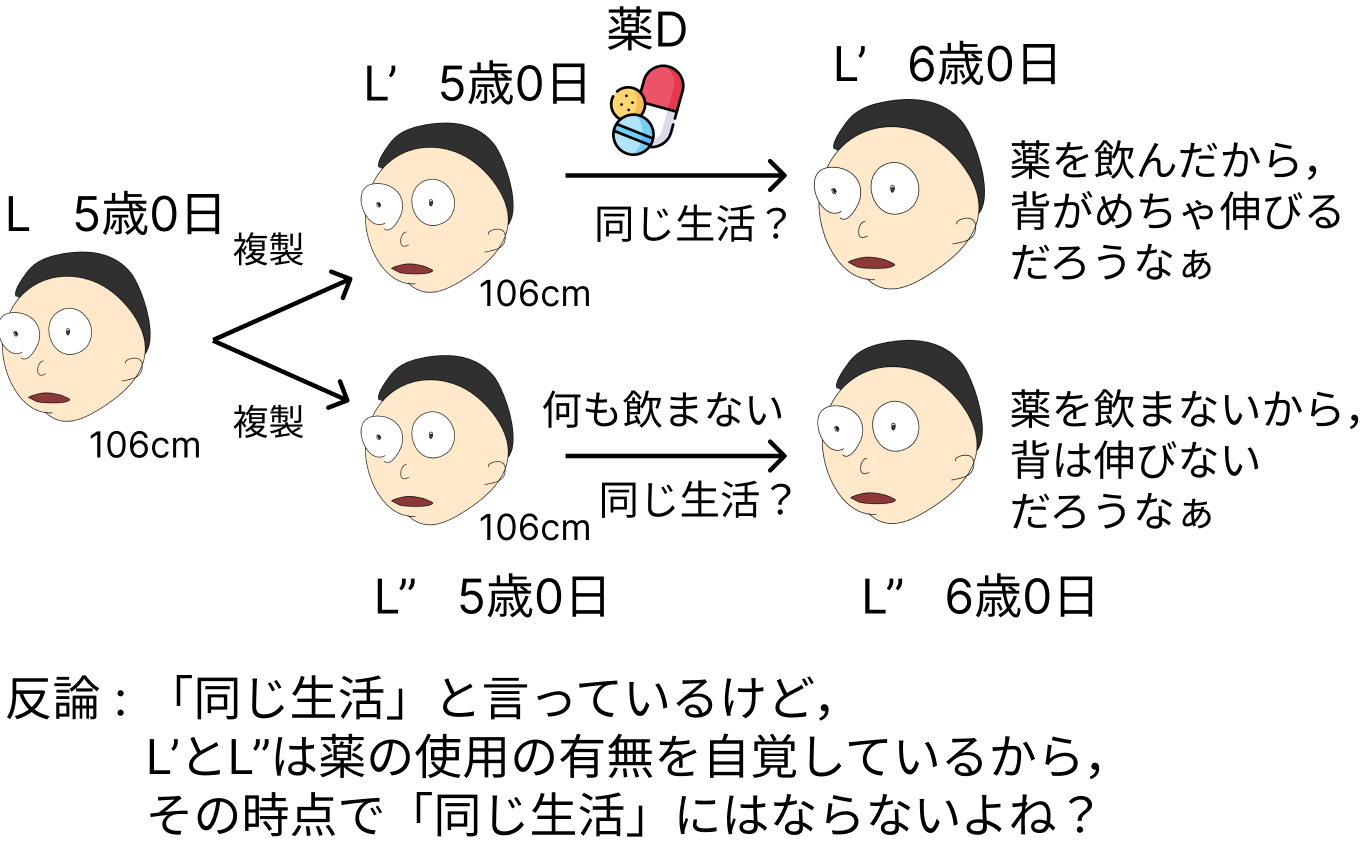 薬D
L’ 5歳0日
L’ 6歳0日
L 5歳0日
複製
同じ生活？
薬を飲んだから，
背がめちゃ伸びる
だろうなぁ
106cm
106cm
複製
何も飲まない
同じ生活？
薬を飲まないから，
背は伸びない
だろうなぁ
106cm
L” 5歳0日
L” 6歳0日
反論：「同じ生活」と言っているけど，
L’とL”は薬の使用の有無を自覚しているから，
その時点で「同じ生活」にはならないよね？